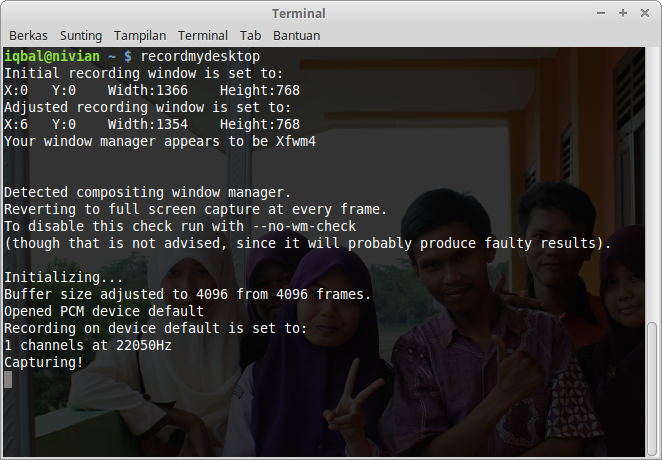 Terminal
Berkas Sunting Tampilan Terminal Tab Bantuan
iqbal@nivian ~ $ recordmydesktop
Initial recording window is set to:
X:0   Y:0    Width:1366    Height:768
Adjusted recording window is set to:
X:6   Y:0    Width:1354    Height:768
Your window manager appears to be Xfwm4
Detected compositing window manager.
Reverting to full screen capture at every frame.
To disable this check run with --no-wm-check
(though that is not advised, since it will probably produce faulty results).
Initializing...
Buffer size adjusted to 4096 from 4096 frames.
Opened PCM device default
Recording on device default is set to:
1 channels at 22050Hz
Capturing!